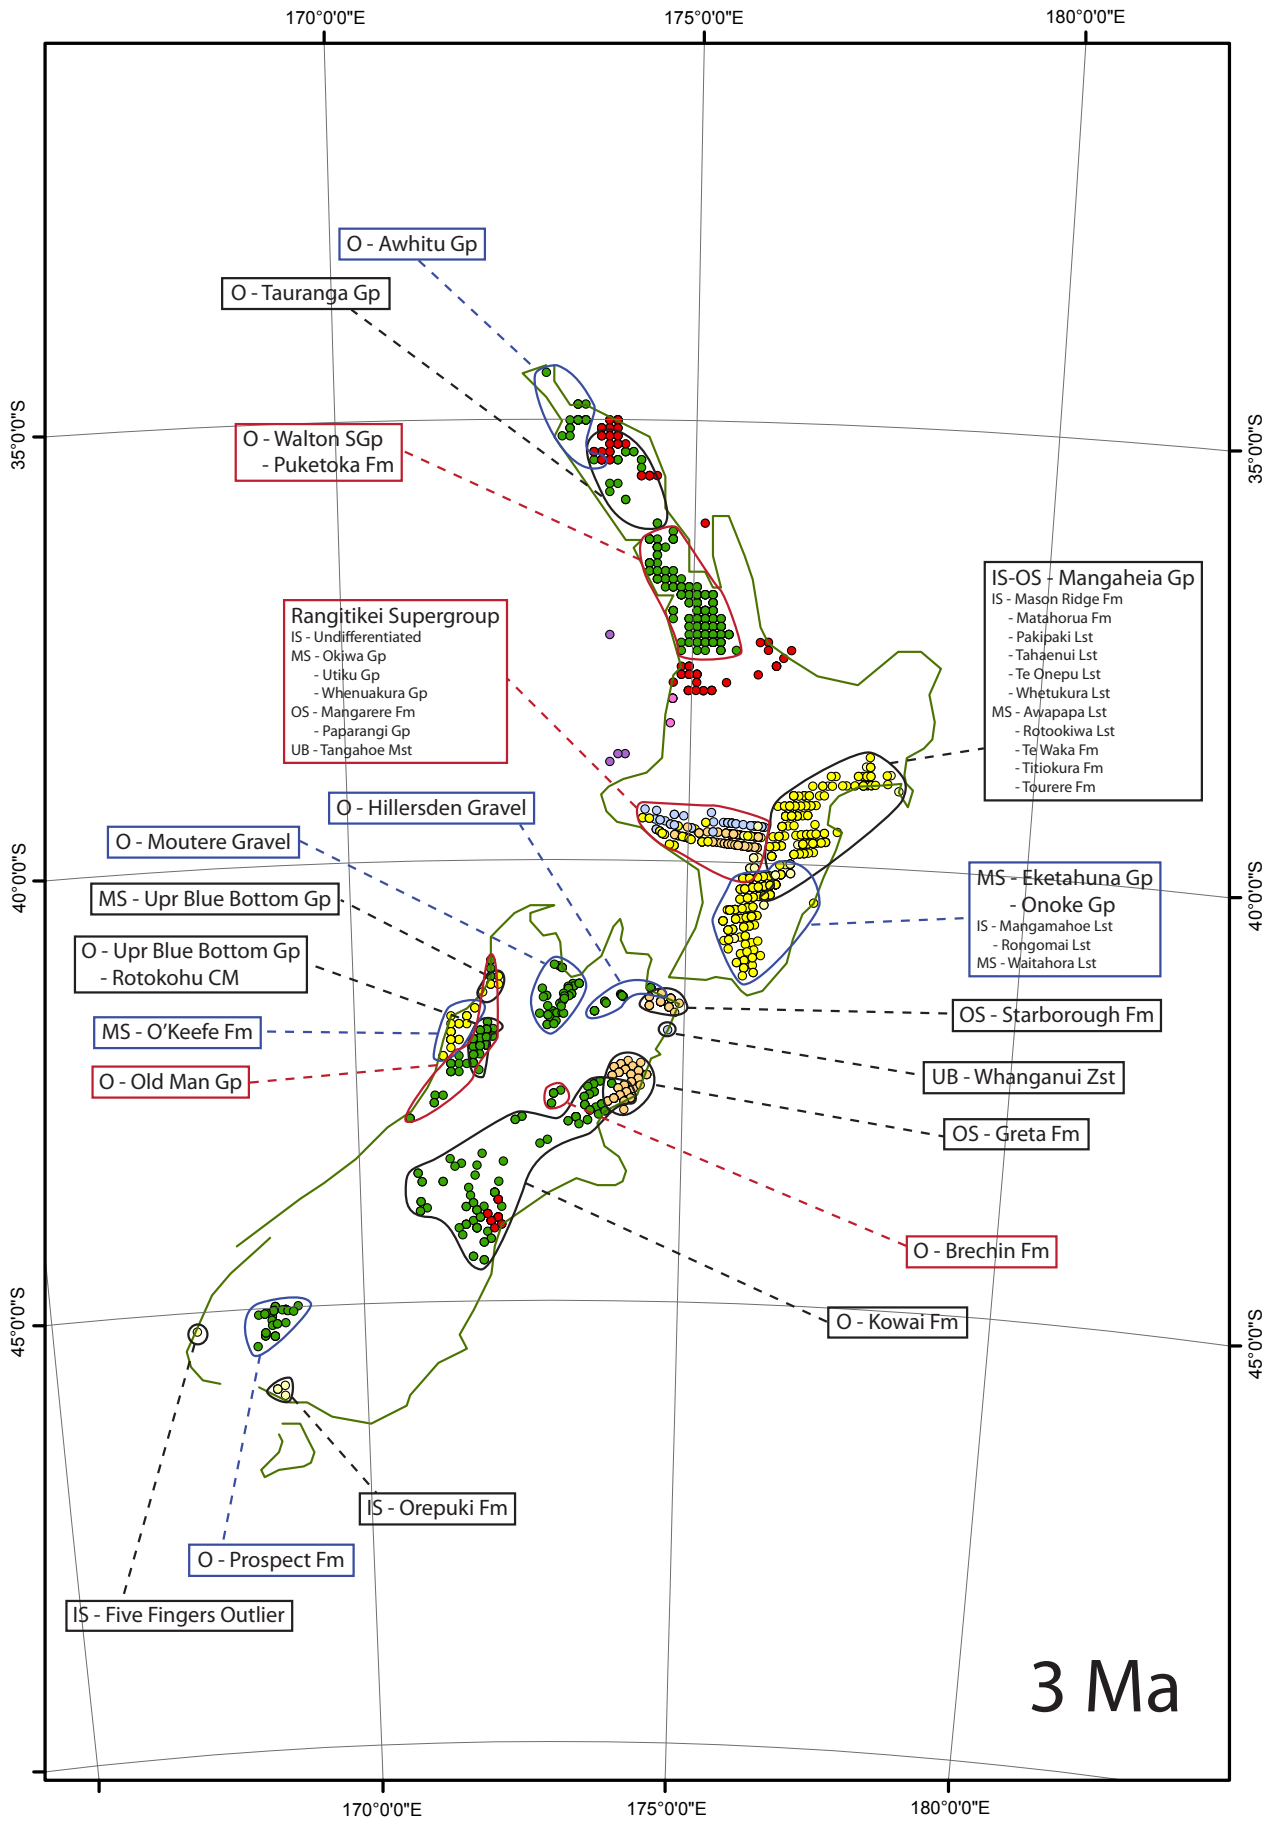 170°0'0"E
175°0'0"E
180°0'0"E
O - Awhitu Gp
O - Tauranga Gp
35°0'0"S
35°0'0"S
O - Walton SGp
- Puketoka Fm
IS-OS - Mangaheia Gp
IS - Mason Ridge Fm
- Matahorua Fm
- Pakipaki Lst
- Tahaenui Lst
- Te Onepu Lst
- Whetukura Lst
MS - Awapapa Lst
- Rotookiwa Lst
- Te Waka Fm
- Titiokura Fm
- Tourere Fm
Rangitikei Supergroup
IS - Undifferentiated
MS - Okiwa Gp
- Utiku Gp
- Whenuakura Gp
OS - Mangarere Fm
- Paparangi Gp
UB - Tangahoe Mst
O - Hillersden Gravel
O - Moutere Gravel
40°0'0"S
40°0'0"S
MS - Upr Blue Bottom Gp
MS - Eketahuna Gp
- Onoke Gp
IS - Mangamahoe Lst
- Rongomai Lst
MS - Waitahora Lst
O - Upr Blue Bottom Gp
- Rotokohu CM
OS - Starborough Fm
MS - O'Keefe Fm
UB - Whanganui Zst
O - Old Man Gp
OS - Greta Fm
O - Brechin Fm
45°0'0"S
45°0'0"S
O - Kowai Fm
IS - Orepuki Fm
O - Prospect Fm
IS - Five Fingers Outlier
3 Ma
170°0'0"E
175°0'0"E
180°0'0"E